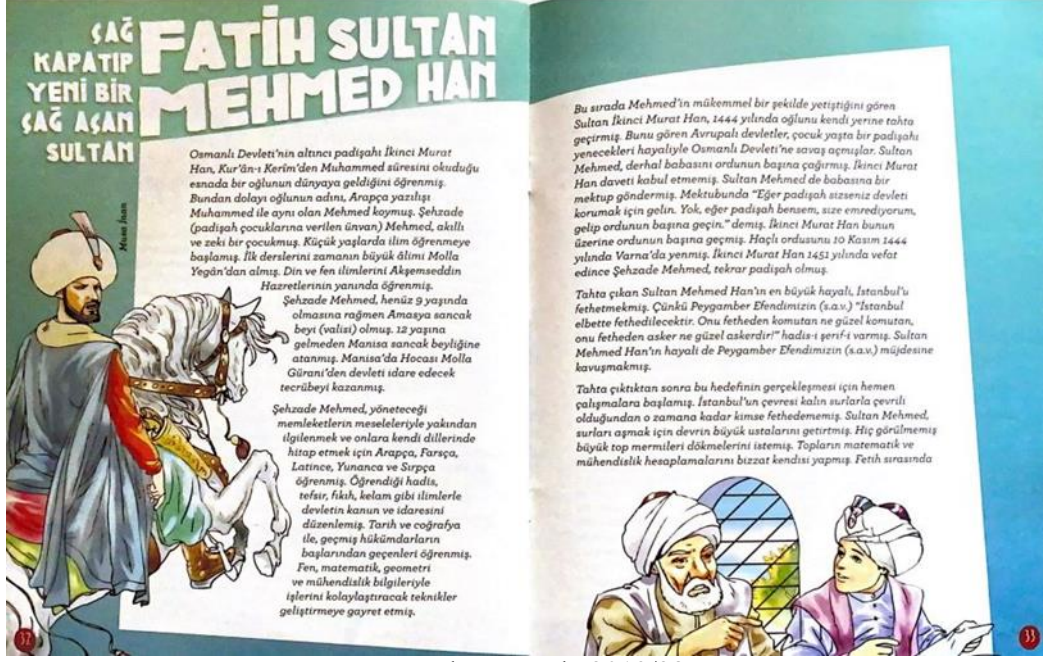 ÇAĞ
KAPATIP
YENİ BİR
ÇAĞ AÇAN
SULTAN
FATİH SULTAN
MEHMED HAN
Musa İnan
Osmanlı Devleti'nin altıncı padişahı İkinci Murat
Han, Kur'ân-ı Kerîm'den Muhammed sûresini okuduğu
esnada bir oğlunun dünyaya geldiğini öğrenmiş.
Bundan dolayı oğlunun adını, Arapça yazılışı
Muhammed ile aynı olan Mehmed koymuş. Şehzade
(padişah çocuklarına verilen ünvan) Mehmed, akıllı
ve zeki bir çocukmuş. Küçük yaşlarda ilim öğrenmeye
başlamış. İlk derslerini zamanın büyük âlimi Molla
Yegân'dan almış. Din ve fen ilimlerini Akşemseddin
Hazretlerinin yanında öğrenmiş.
Şehzade Mehmed, henüz 9 yaşında
olmasına rağmen Amasya sancak
beyi (valisi) olmuş. 12 yaşına
gelmeden Manisa sancak beyliğine
atanmış. Manisa'da Hocası Molla
Gürani'den devleti idare edecek
tecrübeyi kazanmış.
Şehzade Mehmed, yöneteceği
memleketlerin meseleleriyle yakından
ilgilenmek ve onlara kendi dillerinde
hitap etmek için Arapça, Farsça,
Latince, Yunanca ve Sırpça
öğrenmiş. Öğrendiği hadis,
tefsir, fıkıh, kelam gibi ilimlerle
devletin kanun ve idaresini
düzenlemiş. Tarih ve coğrafya
ile, geçmiş hükümdarların
başlarından geçenleri öğrenmiş.
Fen, matematik, geometri
ve mühendislik bilgileriyle
işlerini kolaylaştıracak teknikler
geliştirmeye gayret etmiş.
32
Bu sırada Mehmed'in mükemmel bir şekilde yetiştiğini gören
Sultan İkinci Murat Han, 1444 yılında oğlunu kendi yerine tahta
geçirmiş. Bunu gören Avrupalı devletler, çocuk yaşta bir padişahı
yenecekleri hayaliyle Osmanlı Devleti'ne savaş açmışlar. Sultan
Mehmed, derhal babasını ordunun başına çağırmış. İkinci Murat
Han daveti kabul etmemiş. Sultan Mehmed de babasına bir
mektup göndermiş. Mektubunda "Eğer padişah sizseniz devleti
korumak için gelin. Yok, eğer padişah bensem, size emrediyorum,
gelip ordunun başına geçin." demiş. İkinci Murat Han bunun
üzerine ordunun başına geçmiş. Haçlı ordusunu 10 Kasım 1444
yılında Varna'da yenmiş. İkinci Murat Han 1451 yılında vefat
edince Şehzade Mehmed, tekrar padişah olmuş.
Tahta çıkan Sultan Mehmed Han'ın en büyük hayali, İstanbul'u
fethetmekmiş. Çünkü Peygamber Efendimizin (s.a.v.) "İstanbul
elbette fethedilecektir. Onu fetheden komutan ne güzel komutan,
onu fetheden asker ne güzel askerdir!" hadis-i şerif-i varmış. Sultan
Mehmed Han'ın hayali de Peygamber Efendimizin (s.a.v.) müjdesine
kavuşmakmış.
Tahta çıktıktan sonra bu hedefinin gerçekleşmesi için hemen
çalışmalara başlamış. İstanbul'un çevresi kalın surlarla çevrili
olduğundan o zamana kadar kimse fethedememiş. Sultan Mehmed,
surları aşmak için devrin büyük ustalarını getirtmiş. Hiç görülmemiş
büyük top mermileri dökmelerini istemiş. Topların matematik ve
mühendislik hesaplamalarını bizzat kendisi yapmış. Fetih sırasında
33